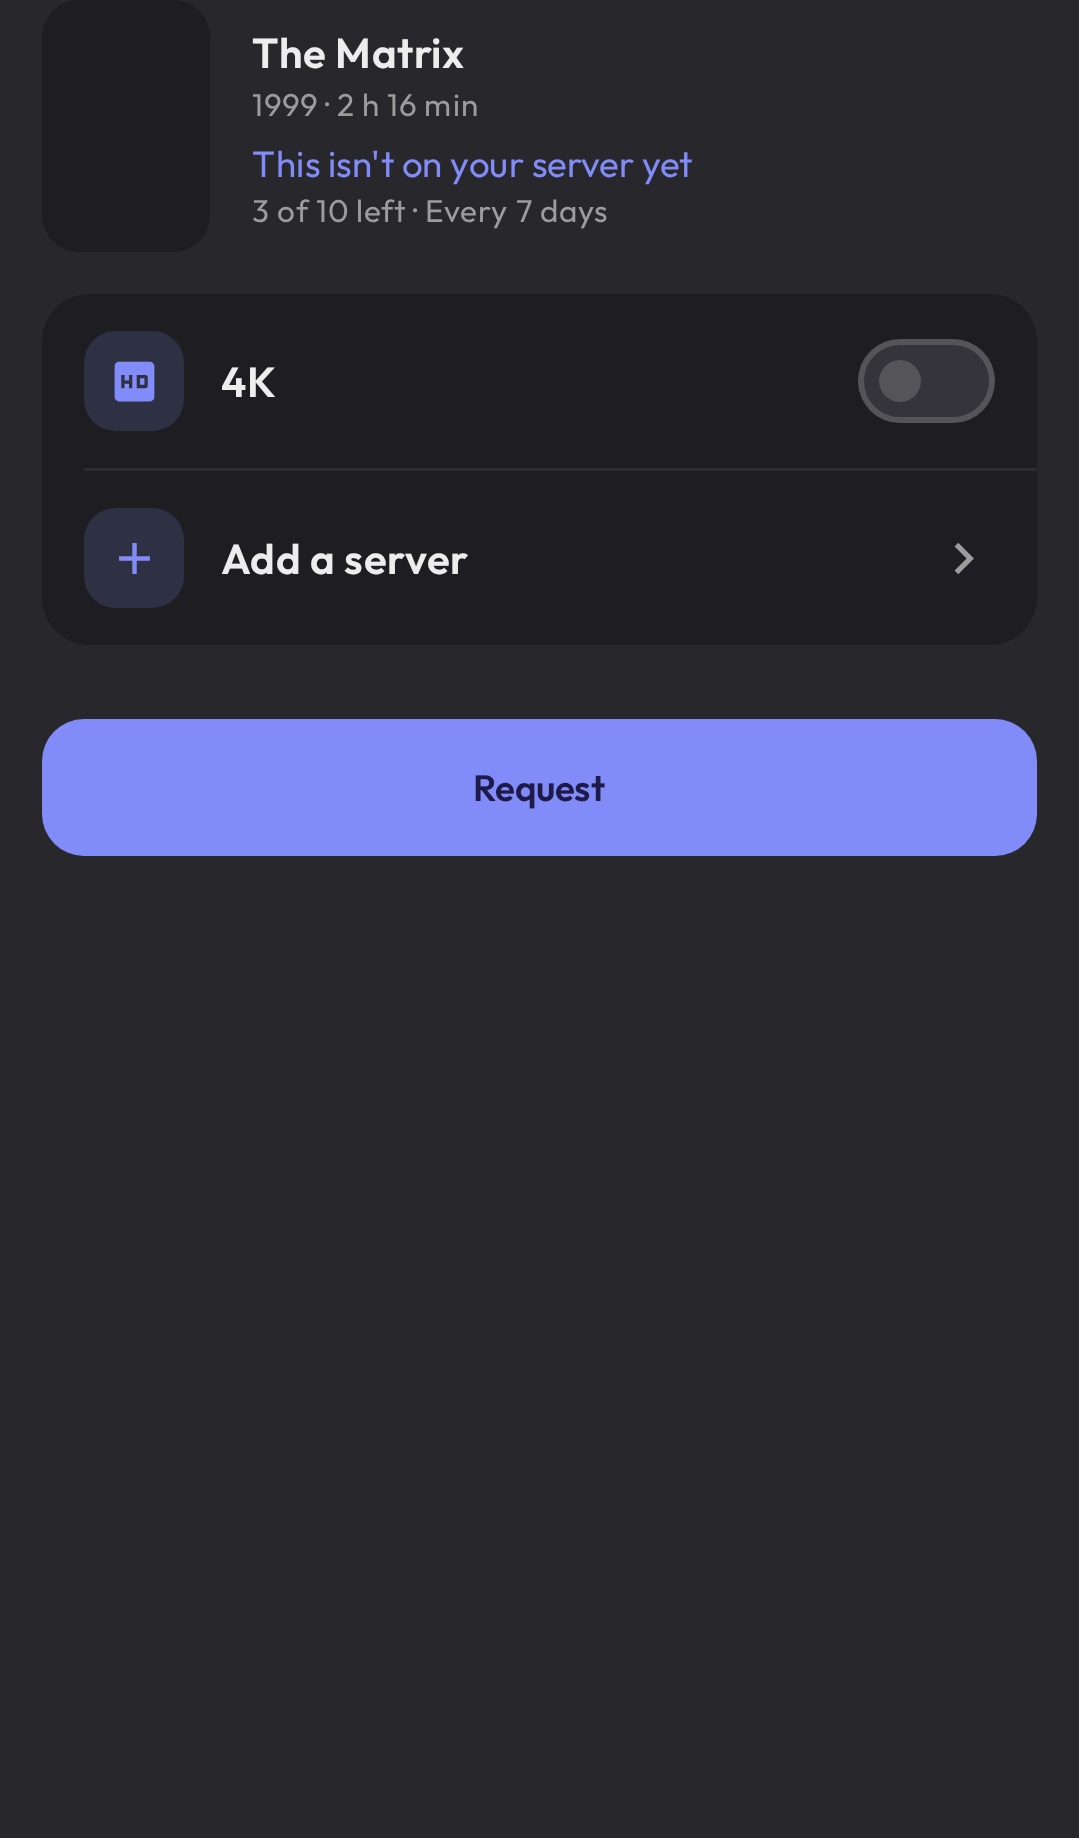 The Matrix
1999 · 2 h 16 min
This isn't on your server yet
3 of 10 left · Every 7 days
HD
4K
Add a server
Request